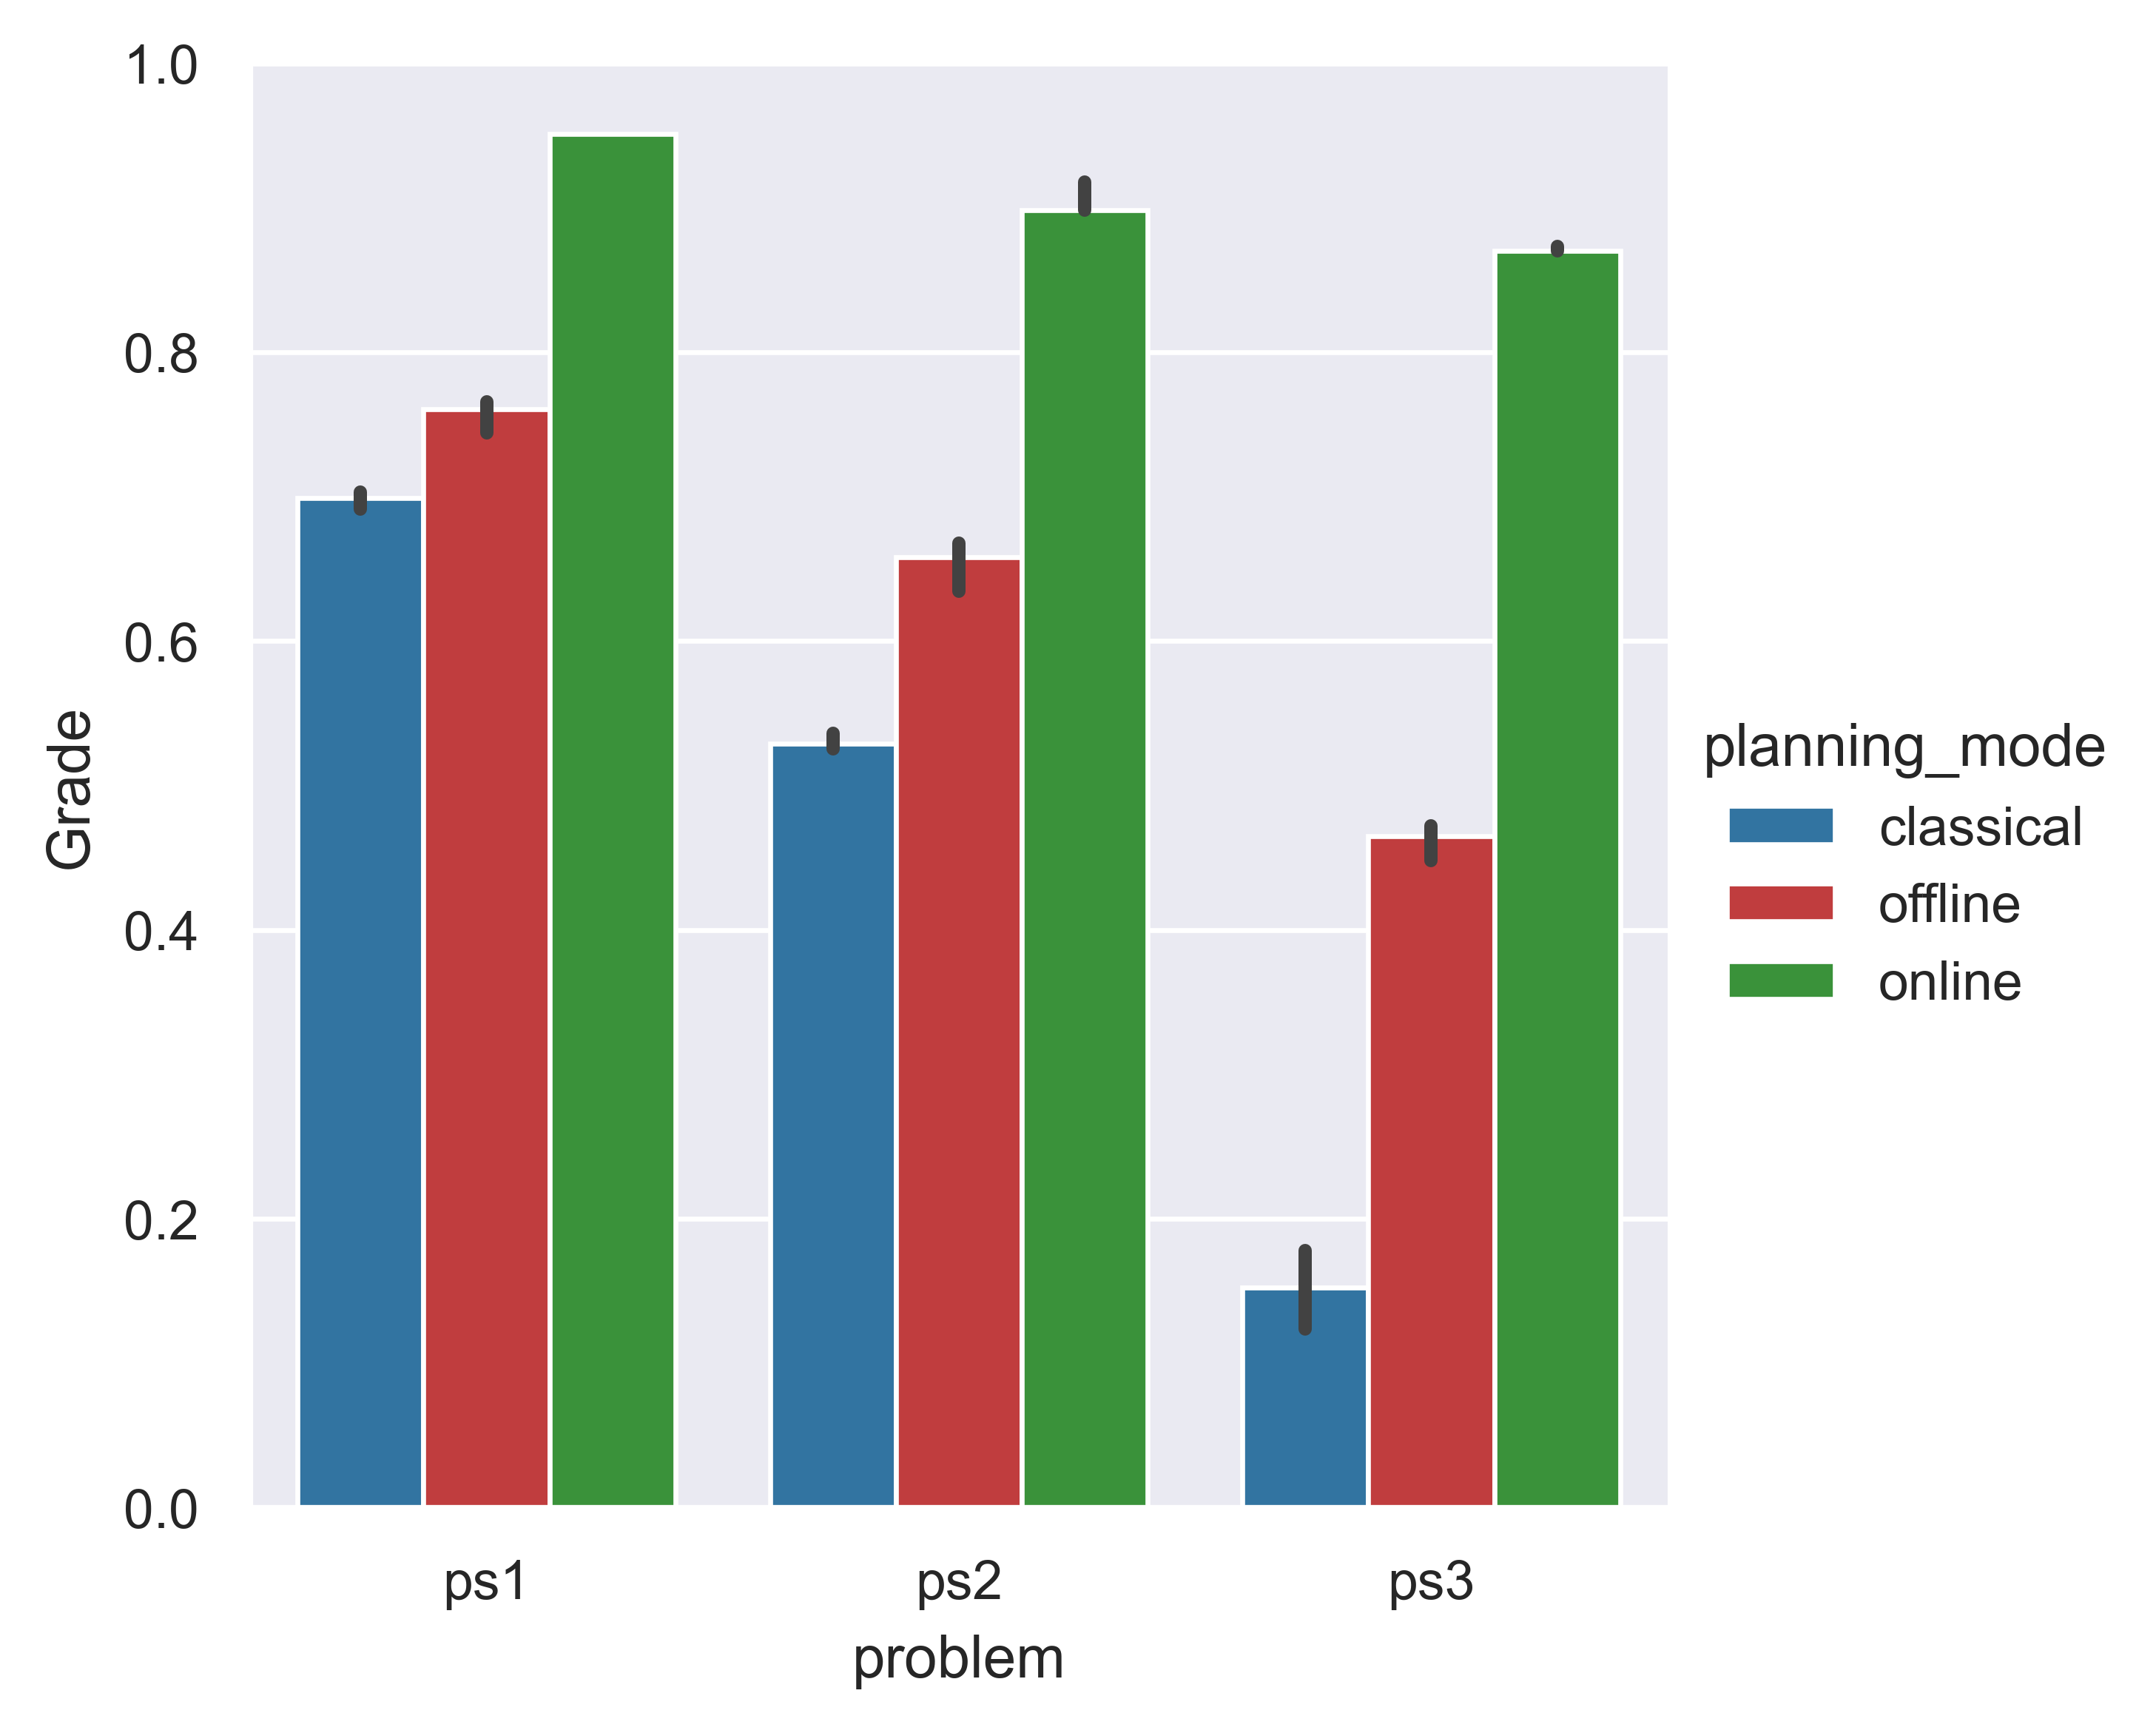 1.0
0.8
0.6
0.4
0.2
0.0
Grade
ps1
ps2
ps3
problem
planning_mode
classical
offline
online